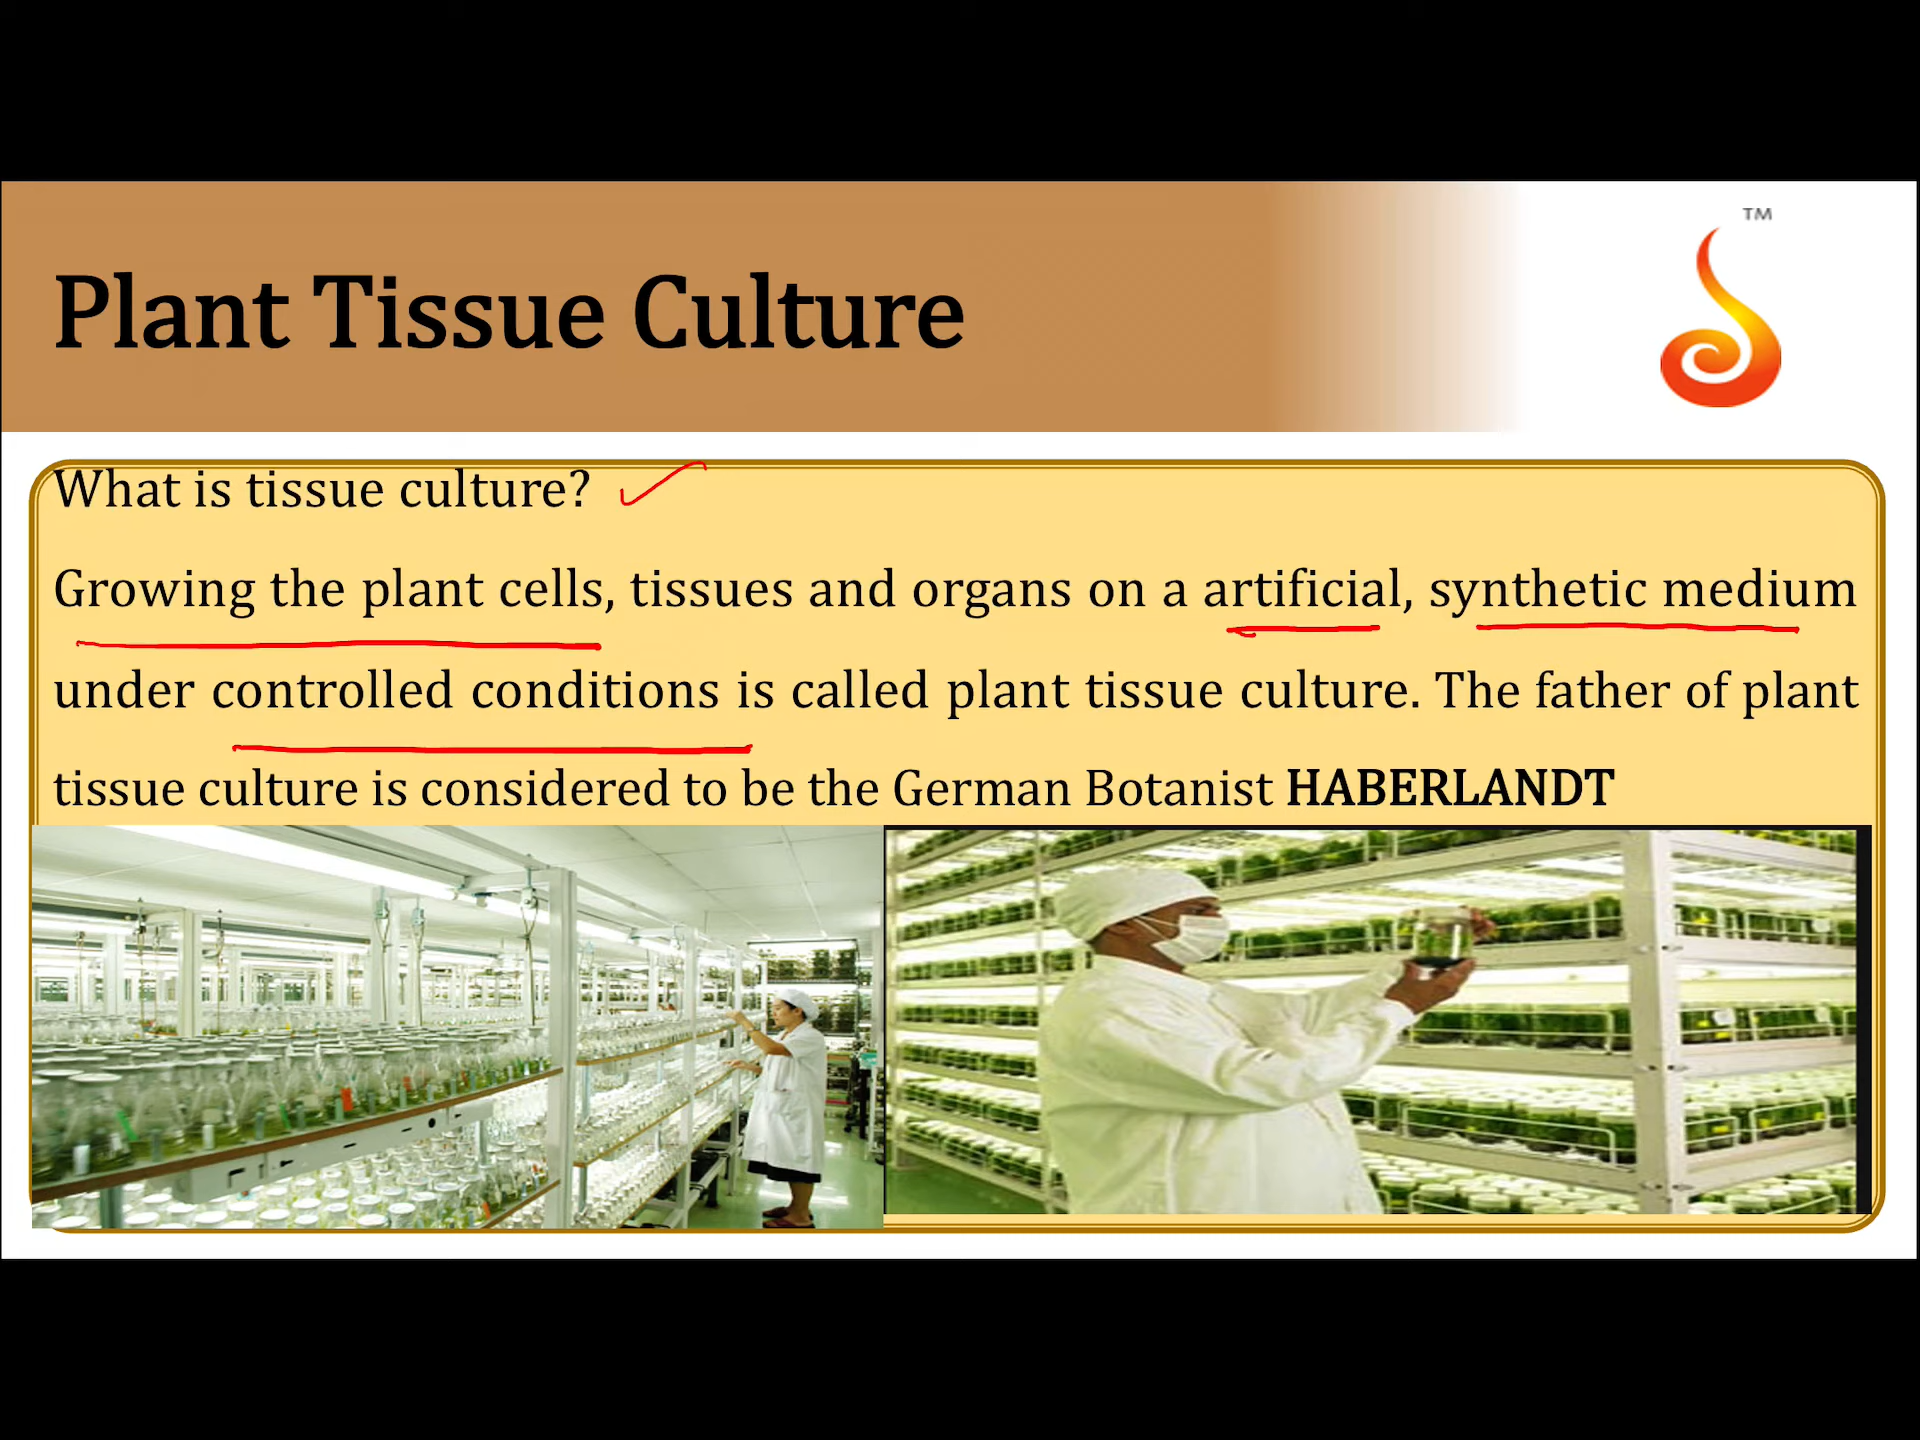 TM
Plant Tissue Culture
What is tissue culture?
Growing the plant cells, tissues and organs on a artificial, synthetic medium
under controlled conditions is called plant tissue culture. The father of plant
tissue culture is considered to be the German Botanist HABERLANDT